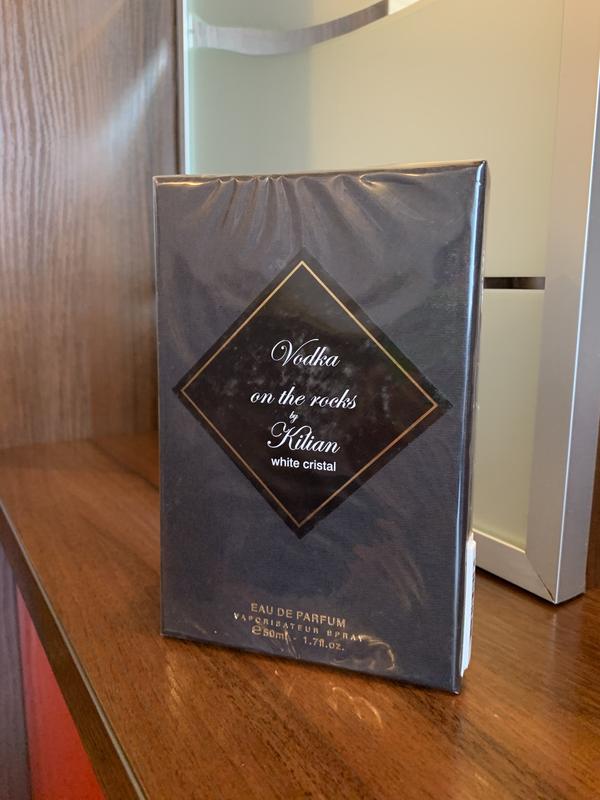 Vodka
on the rocks
by
Kilian
white cristal
EAU DE PARFUM
VAPORISATEUR SPRAY
℮50ml - 1.7fl.oz.